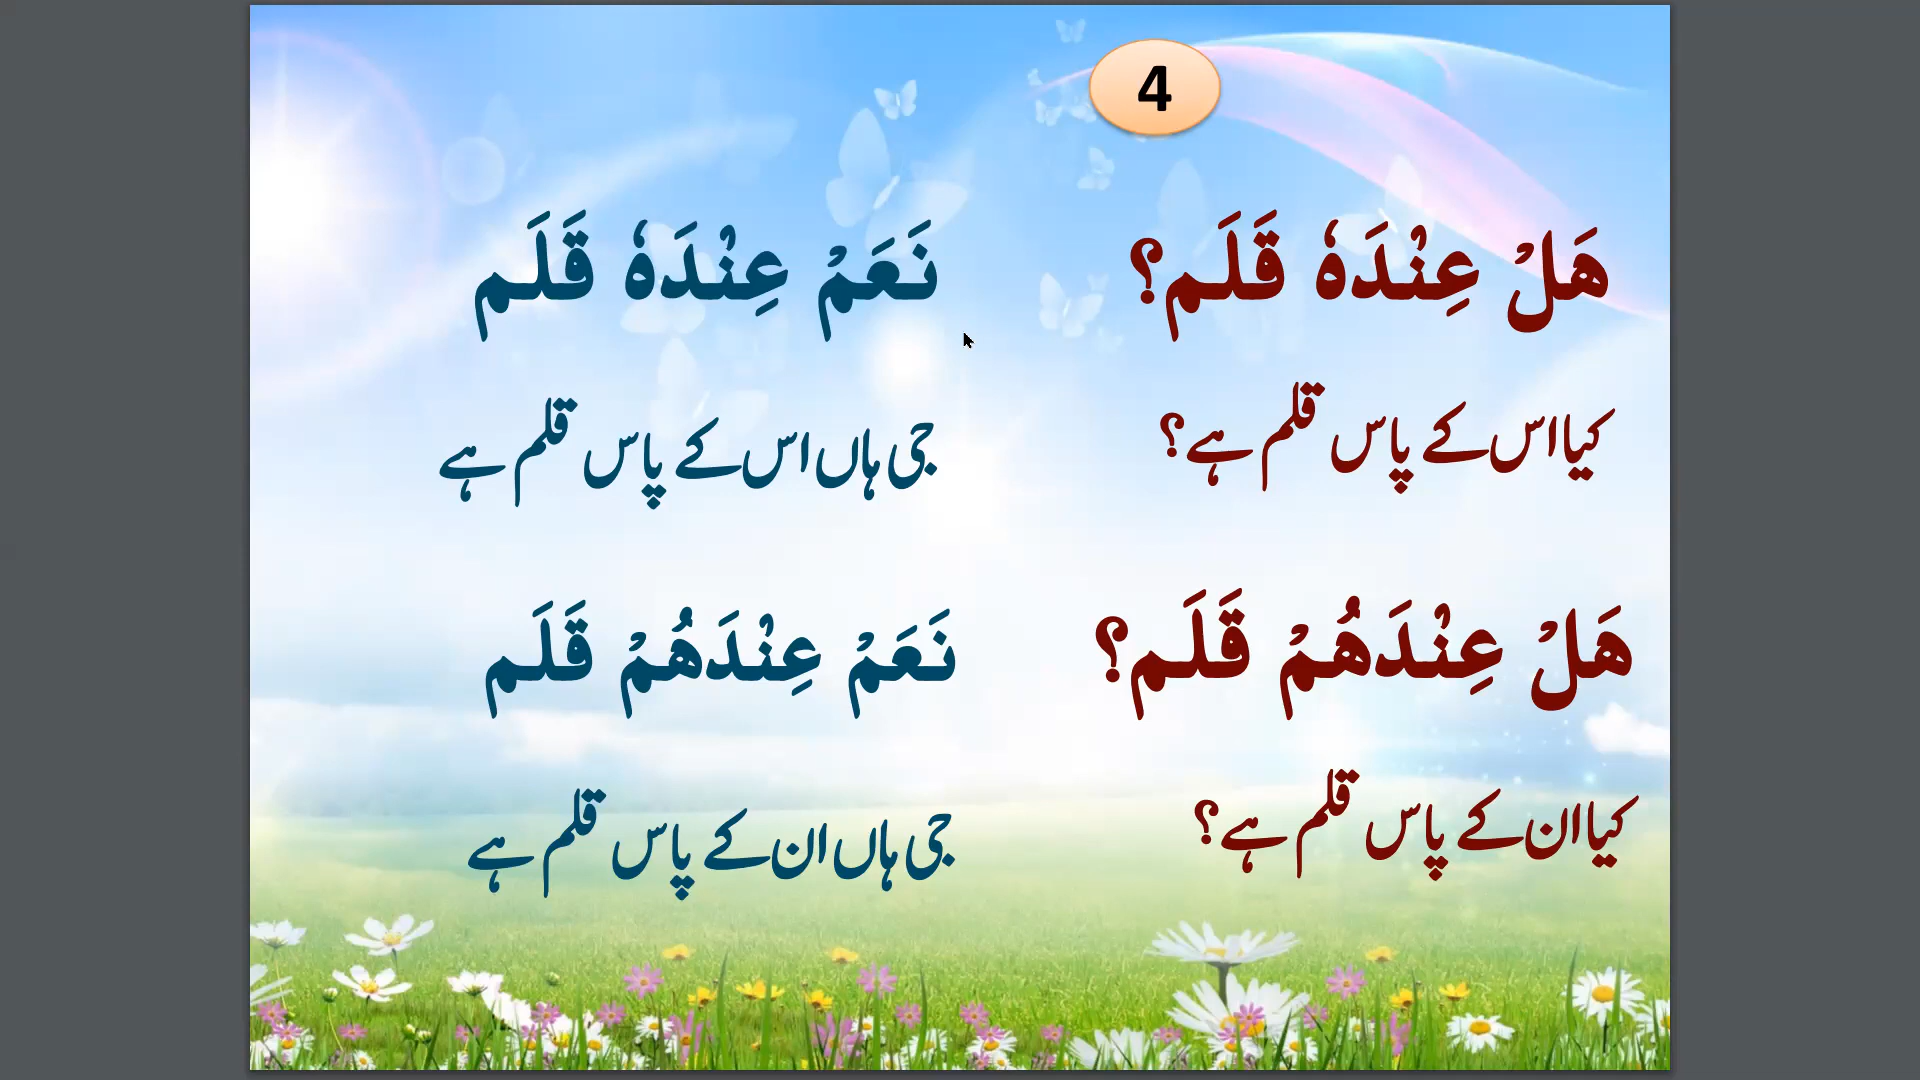 4
هَلْ عِنْدَهٗ قَلَم؟
نَعَمْ عِنْدَهٗ قَلَم
کیا اس کے پاس قلم ہے؟
جی ہاں اس کے پاس قلم ہے
هَلْ عِنْدَهُمْ قَلَم؟
نَعَمْ عِنْدَهُمْ قَلَم
کیا ان کے پاس قلم ہے؟
جی ہاں ان کے پاس قلم ہے